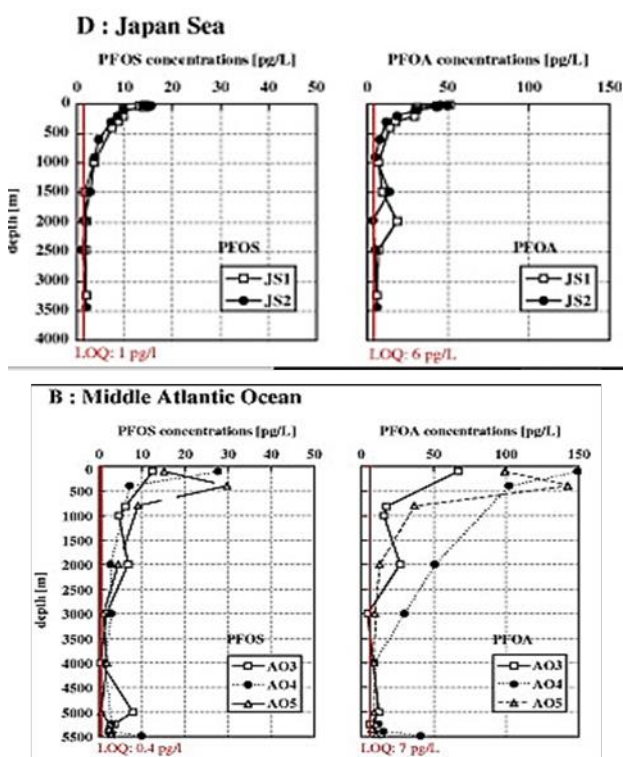 D : Japan Sea
PFOS concentrations [pg/L]
PFOA concentrations [pg/L]
0 10 20 30 40 50
0 50 100 150
0
500
1000
1500
2000
2500
3000
3500
4000
depth [m]
PFOS
JS1
JS2
PFOA
JS1
JS2
LOQ: 1 pg/l
LOQ: 6 pg/L
B : Middle Atlantic Ocean
PFOS concentrations [pg/L]
PFOA concentrations [pg/L]
0 10 20 30 40 50
0 50 100 150
0
500
1000
2000
3000
3500
4000
4500
5000
5500
depth [m]
PFOS
AO3
AO4
AO5
PFOA
AO3
AO4
AO5
LOQ: 0.4 pg/l
LOQ: 7 pg/L